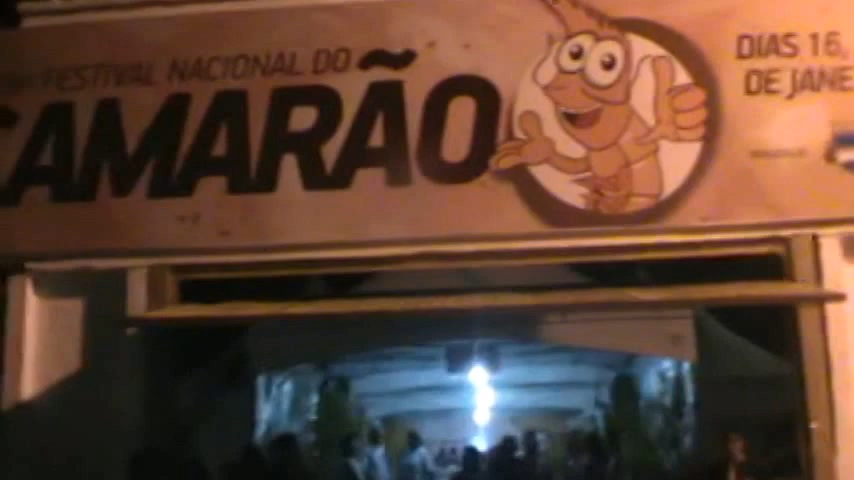 FESTIVAL NACIONAL DO
CAMARÃO
DIAS 16,
DE JANE